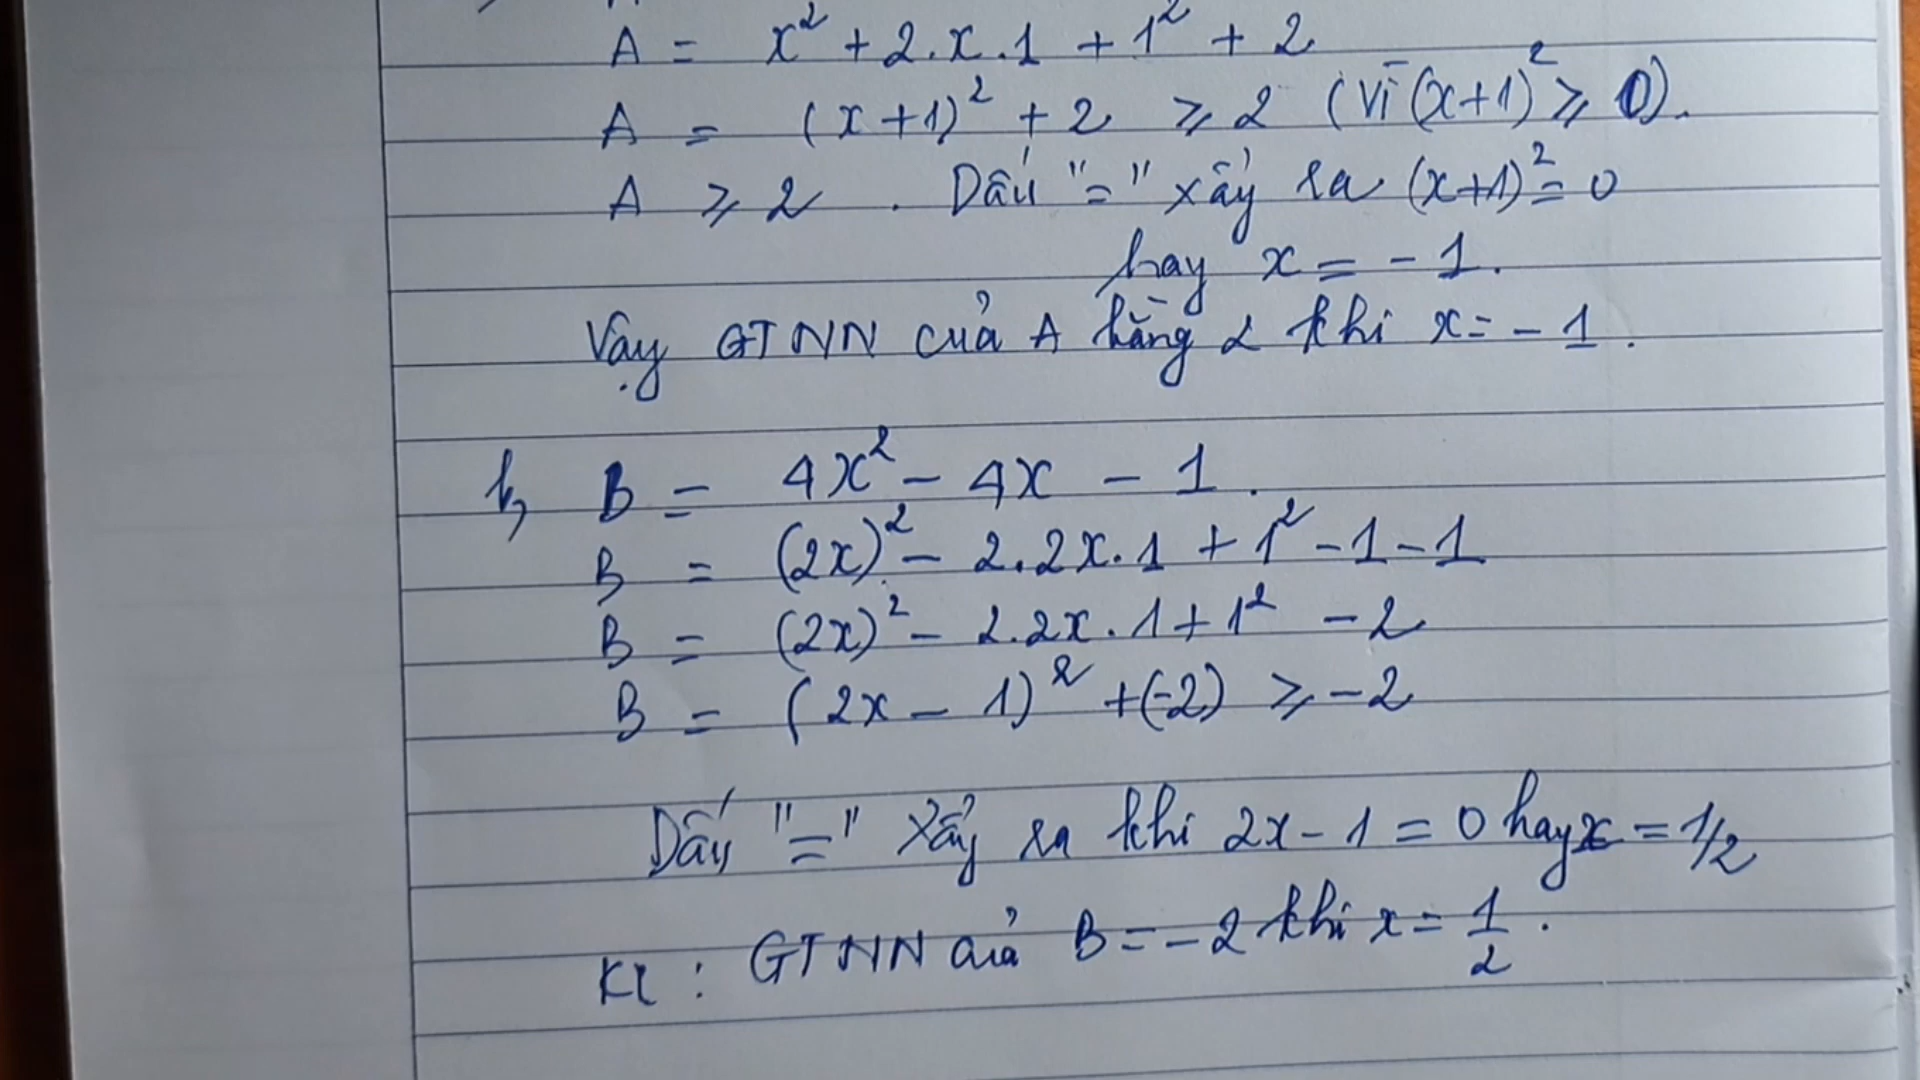 A = x² + 2.x.1 + 1² + 2
A = (x+1)² + 2 ⩾ 2 (Vì (x+1)² ⩾ 0).
A ⩾ 2 . Dấu "=" xẩy ra (x+1)² = 0
hay x = - 1.
Vậy GTNN của A bằng 2 khi x = - 1 .
b, B = 4x² - 4x - 1 .
B = (2x)² - 2.2x.1 + 1² - 1 - 1
B = (2x)² - 2.2x.1 + 1² - 2
B = (2x - 1)² + (-2) ⩾ -2
Dấu "=" xẩy ra khi 2x - 1 = 0 hay x = 1/2
KL : GTNN của B = - 2 khi x = 1/2 .